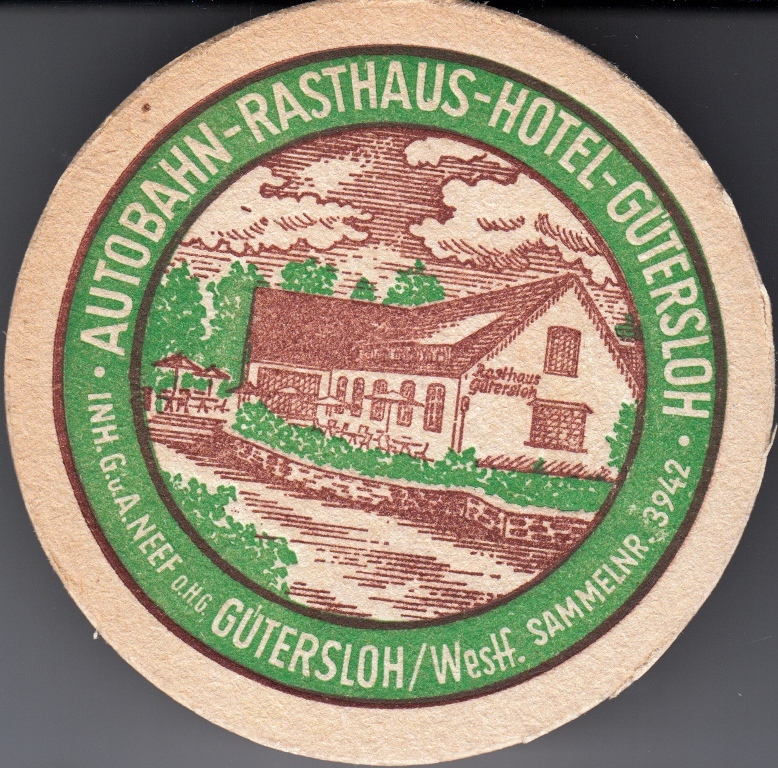 AUTOBAHN-RASTHAUS-HOTEL-GÜTERSLOH
• INH. G.u.A. NEEF O.H.G. GÜTERSLOH/Westf. SAMMELNR. 3942 •
Rasthaus
Gütersloh